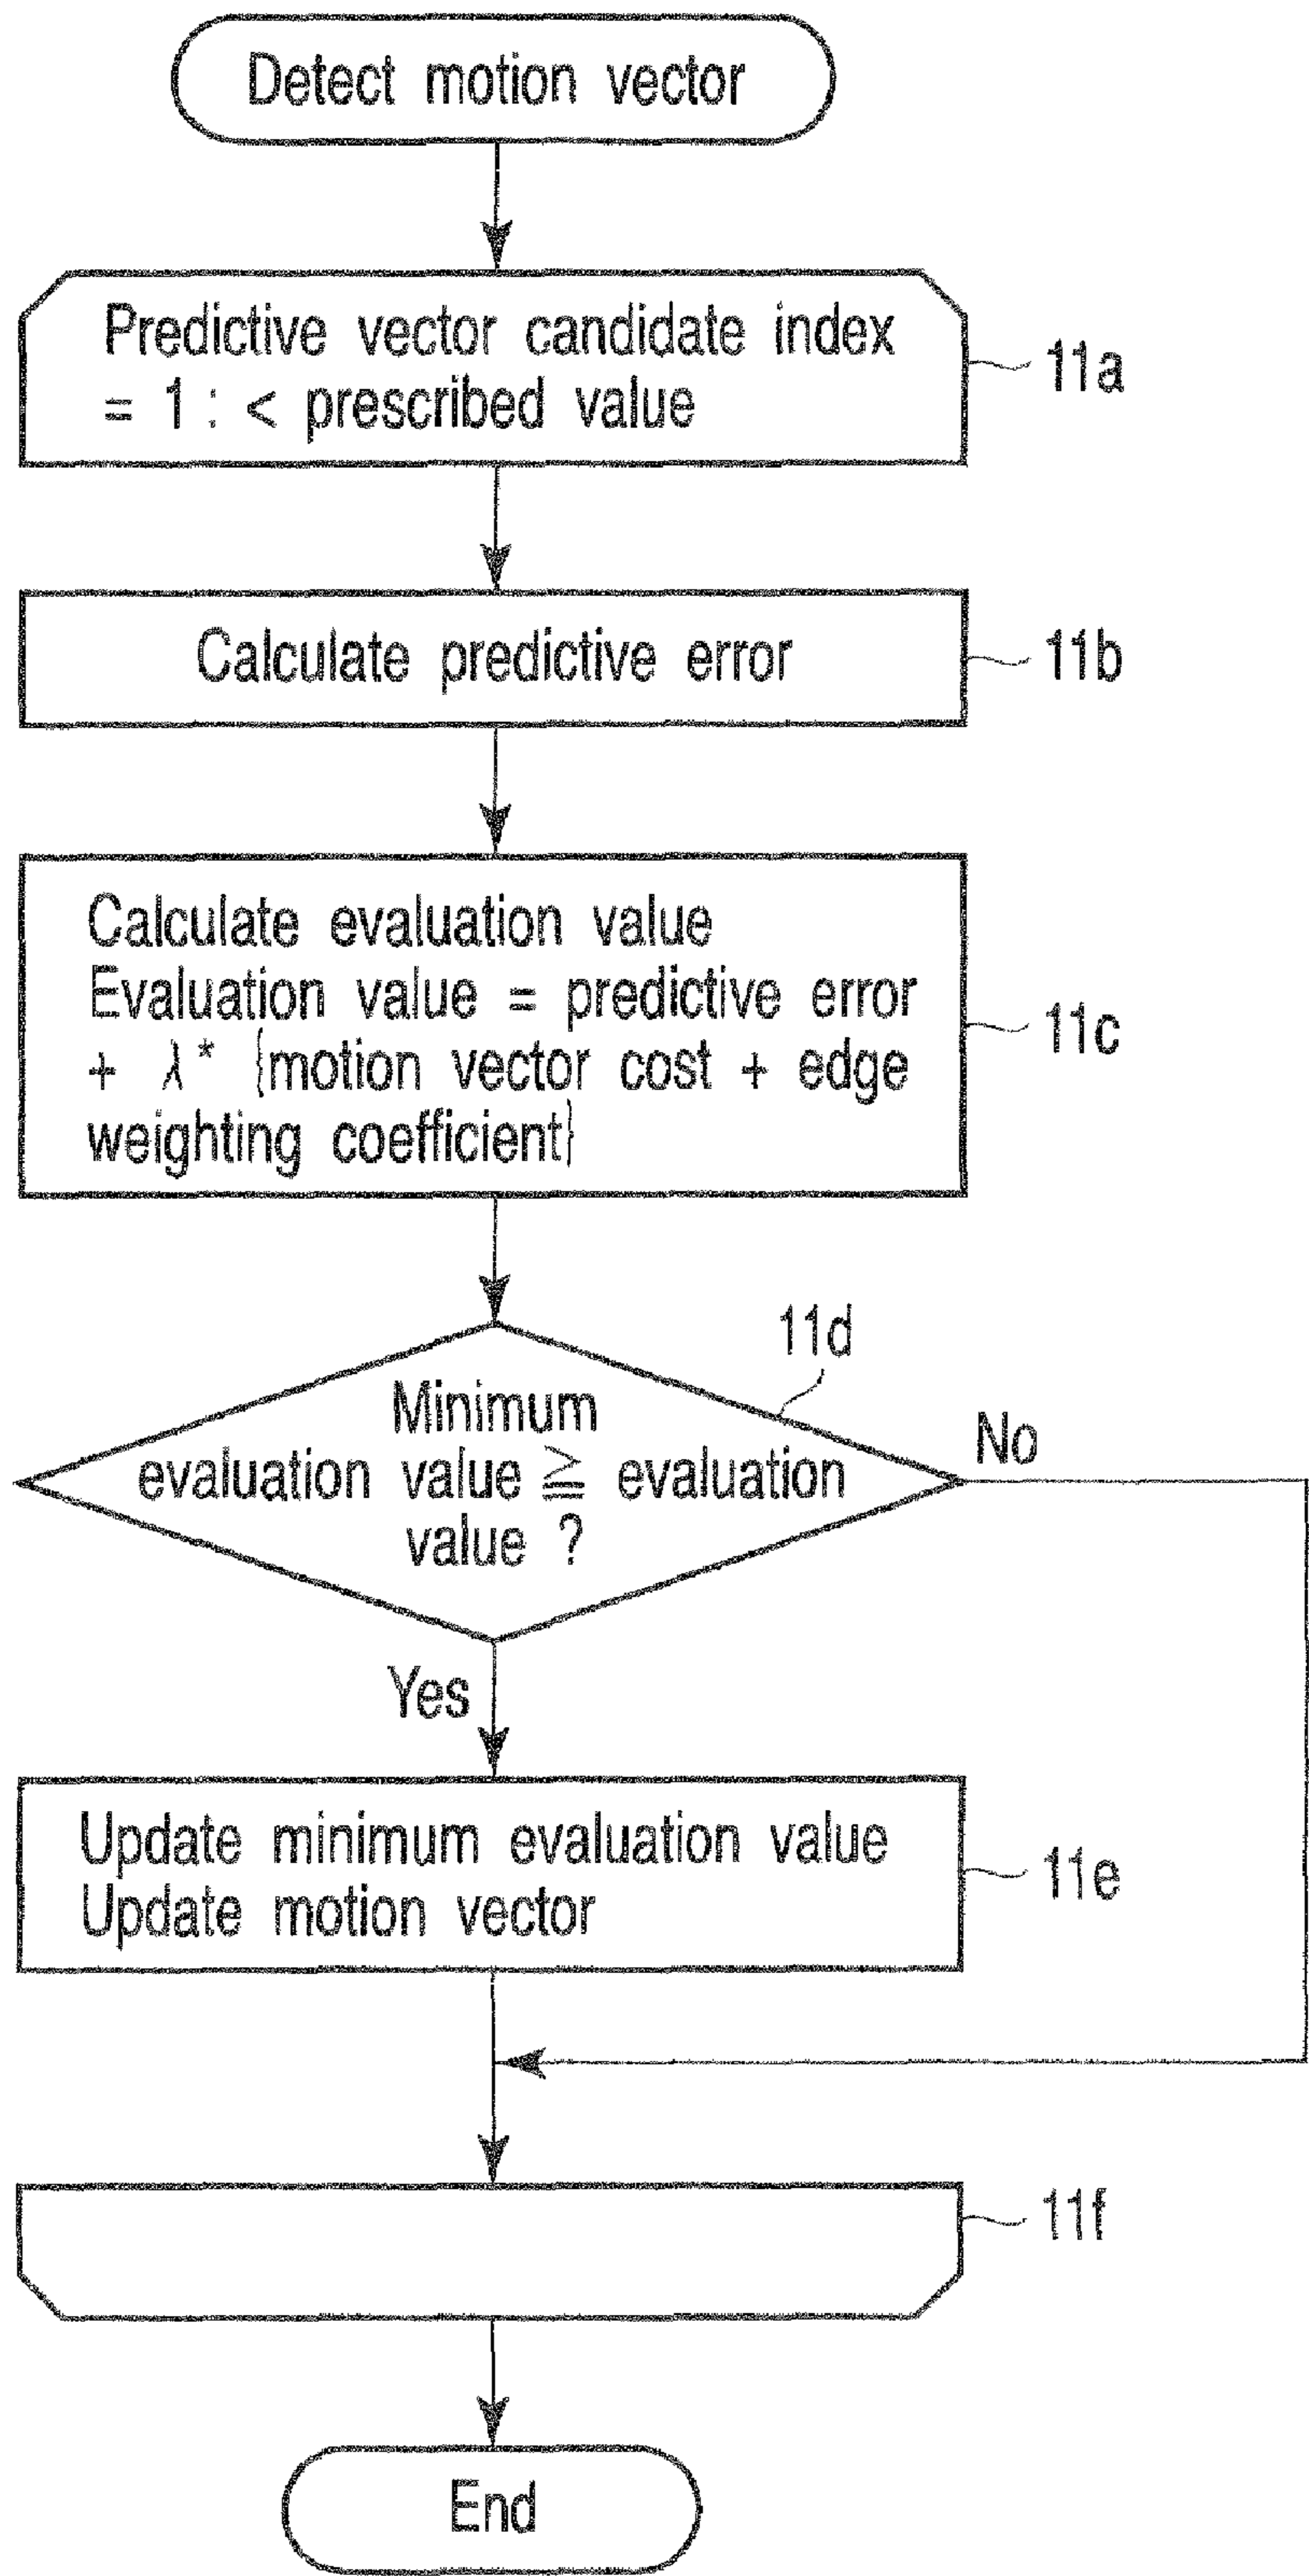 Detect motion vector
Predictive vector candidate index
= 1 : < prescribed value
11a
Calculate predictive error
11b
Calculate evaluation value
Evaluation value = predictive error
+ λ* {motion vector cost + edge
weighting coefficient}
11c
11d
Minimum
evaluation value ≧ evaluation
value ?
No
Yes
Update minimum evaluation value
Update motion vector
11e
11f
End